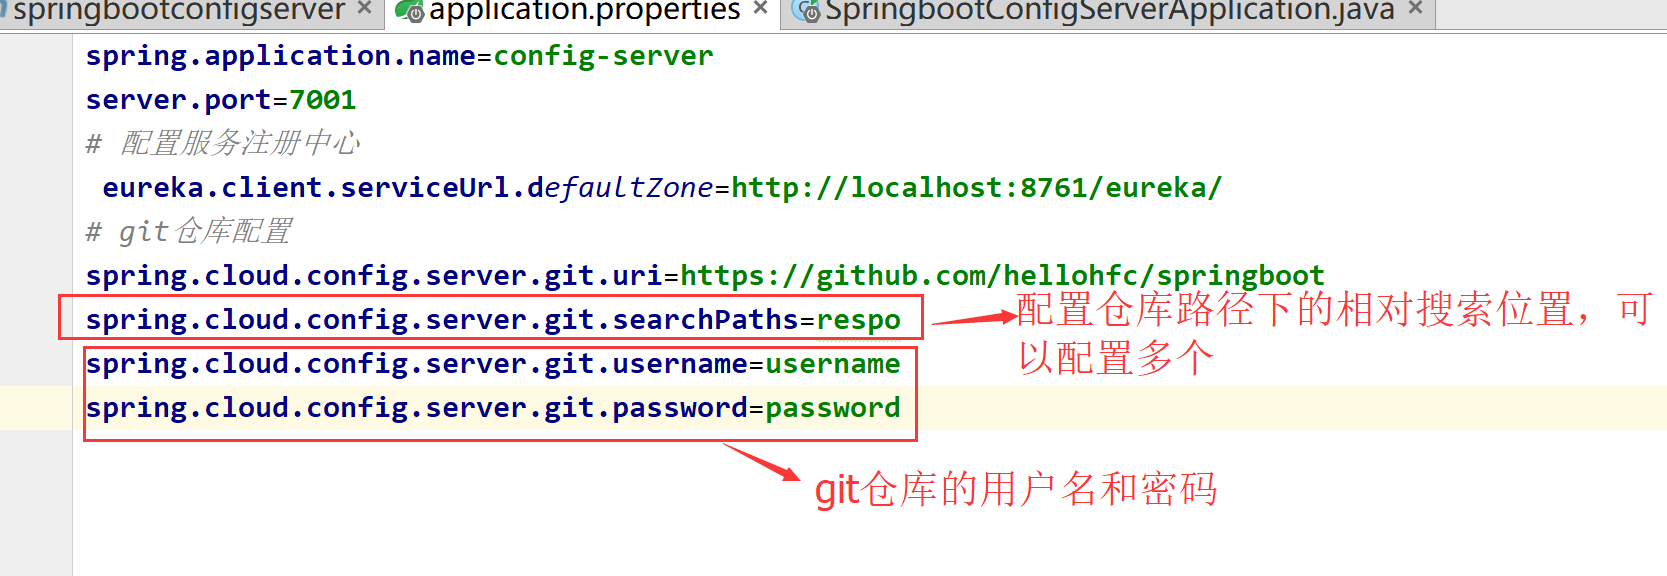 springbootconfigserver × application.properties × SpringbootConfigServerApplication.java ×
spring.application.name=config-server
server.port=7001
# 配置服务注册中心
eureka.client.serviceUrl.defaultZone=http://localhost:8761/eureka/
# git仓库配置
spring.cloud.config.server.git.uri=https://github.com/hellohfc/springboot
spring.cloud.config.server.git.searchPaths=respo
配置仓库路径下的相对搜索位置，可
以配置多个
spring.cloud.config.server.git.username=username
spring.cloud.config.server.git.password=password
git仓库的用户名和密码